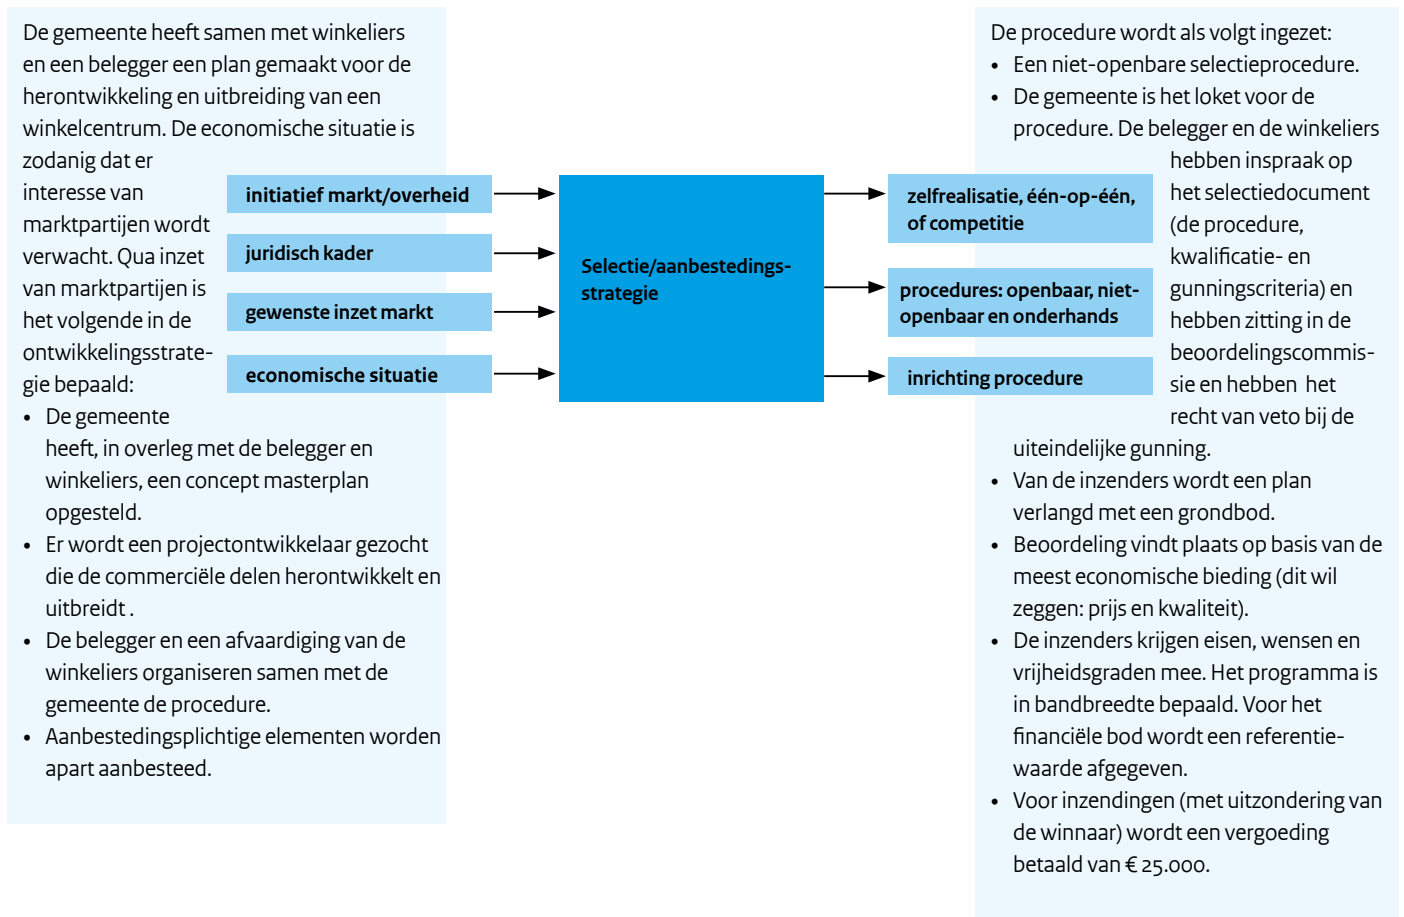 De gemeente heeft samen met winkeliers
en een belegger een plan gemaakt voor de
herontwikkeling en uitbreiding van een
winkelcentrum. De economische situatie is
zodanig dat er
interesse van
marktpartijen wordt
verwacht. Qua inzet
van marktpartijen is
het volgende in de
ontwikkelingsstrate-
gie bepaald:
• De gemeente
heeft, in overleg met de belegger en
winkeliers, een concept masterplan
opgesteld.
• Er wordt een projectontwikkelaar gezocht
die de commerciële delen herontwikkelt en
uitbreidt .
• De belegger en een afvaardiging van de
winkeliers organiseren samen met de
gemeente de procedure.
• Aanbestedingsplichtige elementen worden
apart aanbesteed.
initiatief markt/overheid
juridisch kader
gewenste inzet markt
economische situatie
Selectie/aanbestedings-
strategie
zelfrealisatie, één-op-één,
of competitie
procedures: openbaar, niet-
openbaar en onderhands
inrichting procedure
De procedure wordt als volgt ingezet:
• Een niet-openbare selectieprocedure.
• De gemeente is het loket voor de
procedure. De belegger en de winkeliers
hebben inspraak op
het selectiedocument
(de procedure,
kwalificatie- en
gunningscriteria) en
hebben zitting in de
beoordelingscommis-
sie en hebben het
recht van veto bij de
uiteindelijke gunning.
• Van de inzenders wordt een plan
verlangd met een grondbod.
• Beoordeling vindt plaats op basis van de
meest economische bieding (dit wil
zeggen: prijs en kwaliteit).
• De inzenders krijgen eisen, wensen en
vrijheidsgraden mee. Het programma is
in bandbreedte bepaald. Voor het
financiële bod wordt een referentie-
waarde afgegeven.
• Voor inzendingen (met uitzondering van
de winnaar) wordt een vergoeding
betaald van € 25.000.